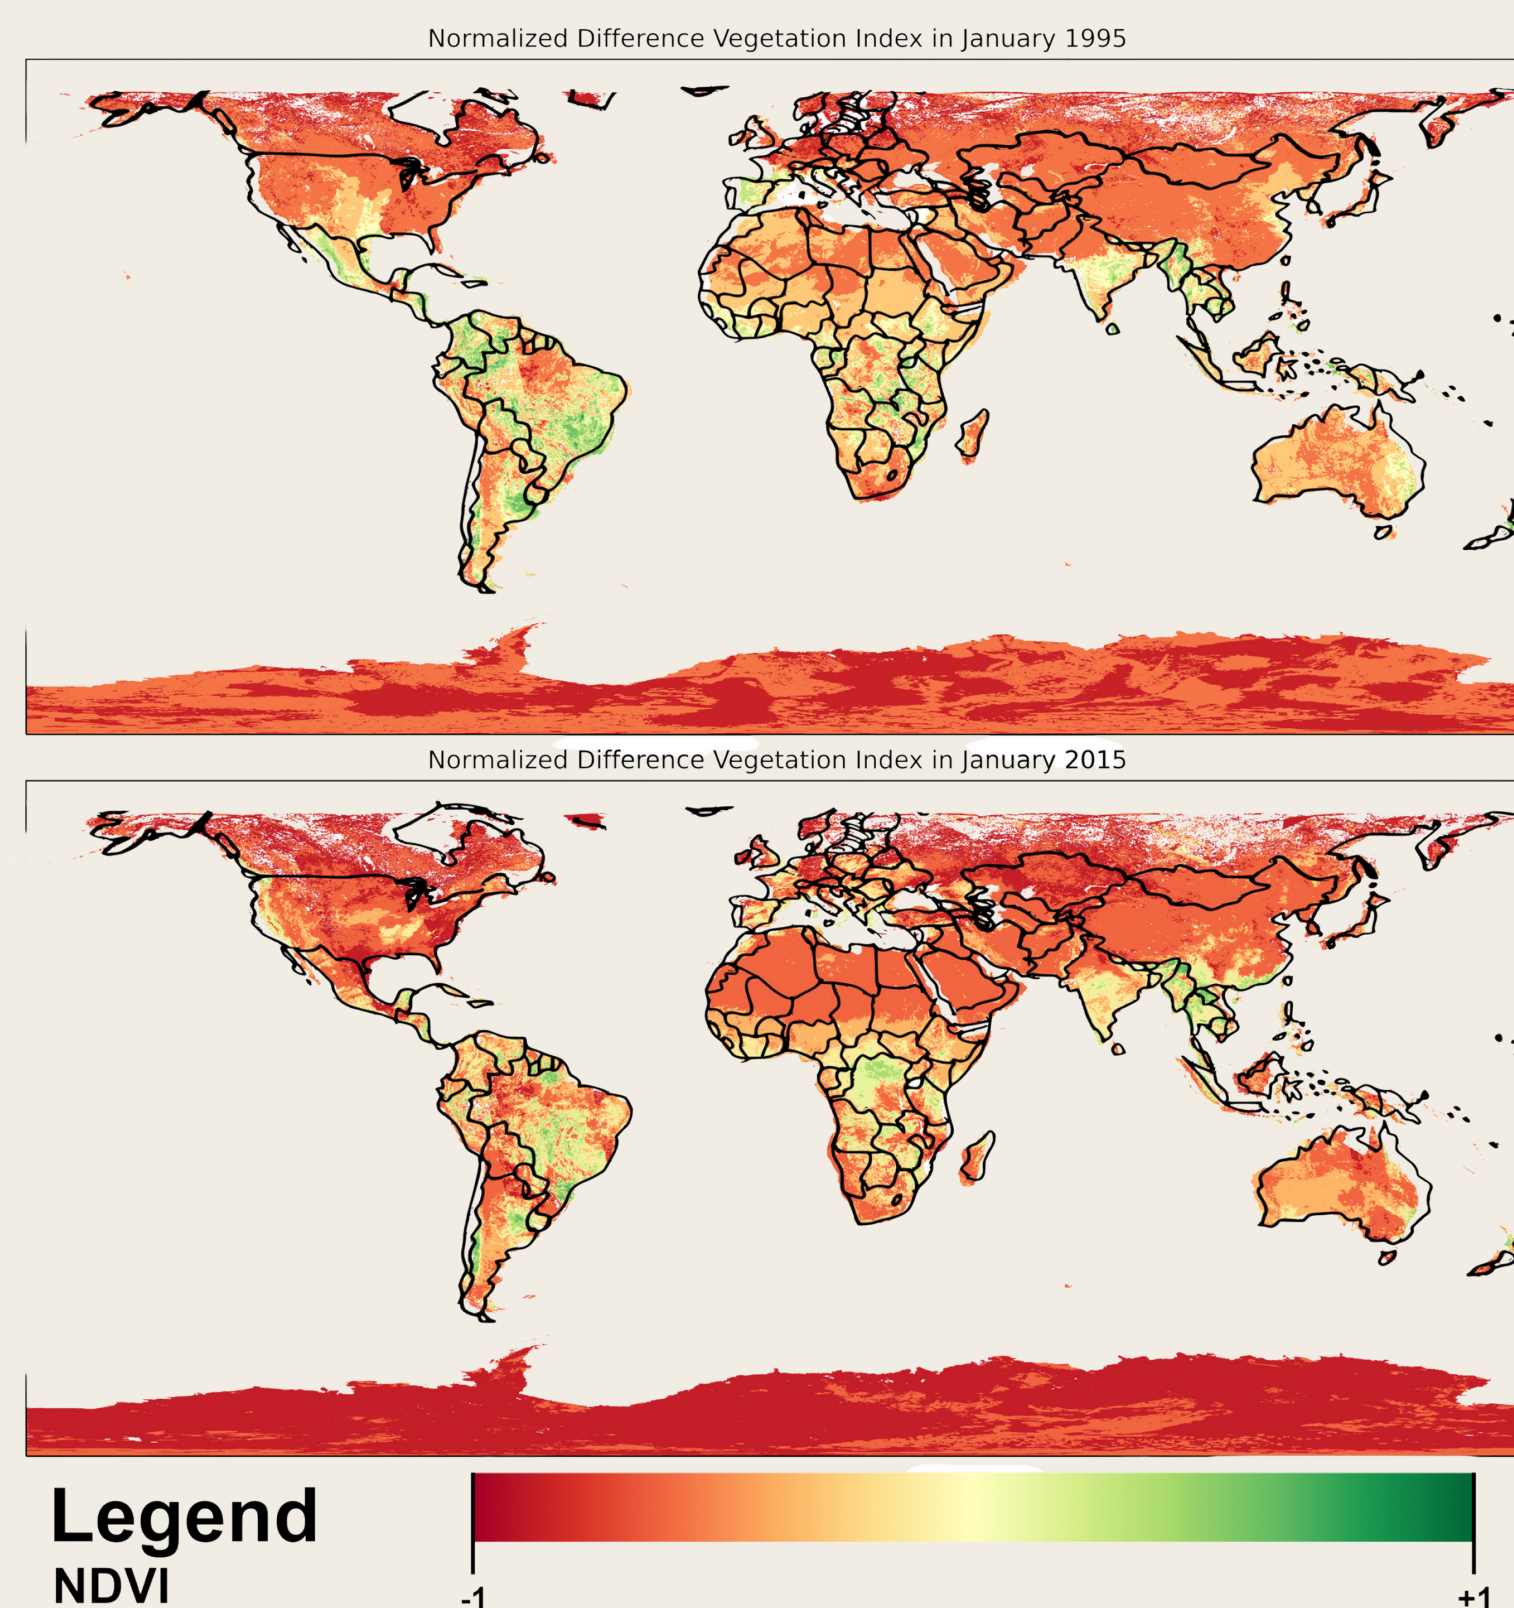 Normalized Difference Vegetation Index in January 1995
Normalized Difference Vegetation Index in January 2015
Legend
NDVI
-1
+1